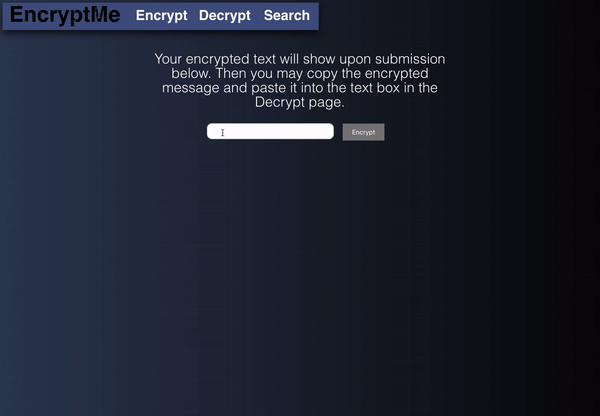 EncryptMe Encrypt Decrypt Search
Your encrypted text will show upon submission
below. Then you may copy the encrypted
message and paste it into the text box in the
Decrypt page.
Encrypt